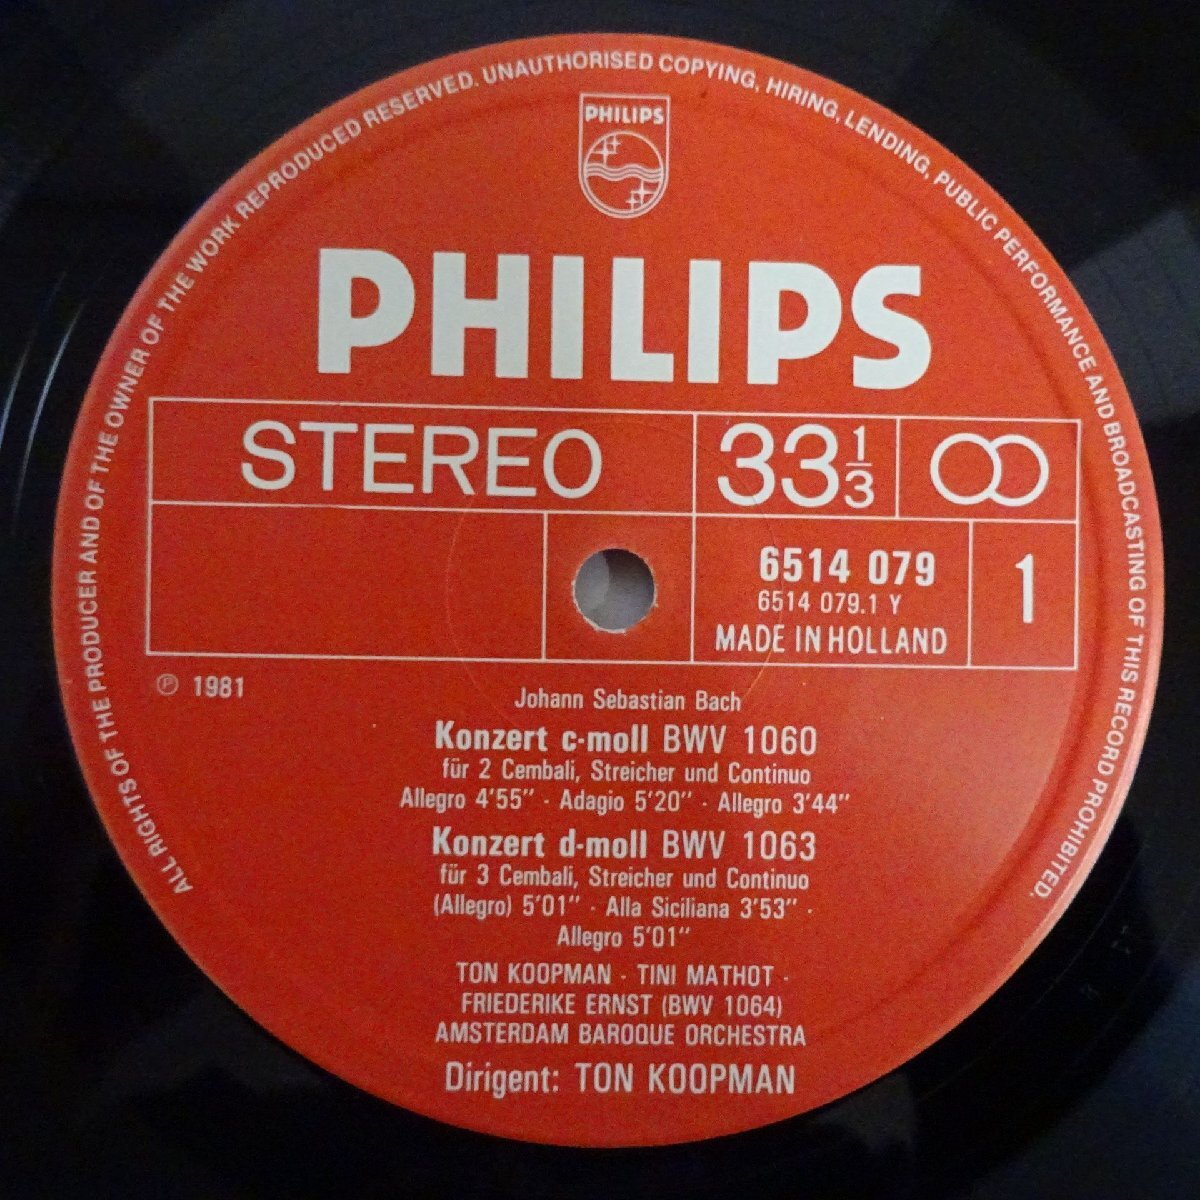 ALL RIGHTS OF THE PRODUCER AND OF THE OWNER OF THE WORK REPRODUCED RESERVED. UNAUTHORISED COPYING, HIRING, LENDING, PUBLIC PERFORMANCE AND BROADCASTING OF THIS RECORD PROHIBITED.
PHILIPS
PHILIPS
STEREO
33 1/3
6514 079
6514 079.1 Y
MADE IN HOLLAND
1
℗ 1981
Johann Sebastian Bach
Konzert c-moll BWV 1060
für 2 Cembali, Streicher und Continuo
Allegro 4'55" · Adagio 5'20" · Allegro 3'44"
Konzert d-moll BWV 1063
für 3 Cembali, Streicher und Continuo
(Allegro) 5'01" · Alla Siciliana 3'53" ·
Allegro 5'01"
TON KOOPMAN · TINI MATHOT ·
FRIEDERIKE ERNST (BWV 1064)
AMSTERDAM BAROQUE ORCHESTRA
Dirigent: TON KOOPMAN